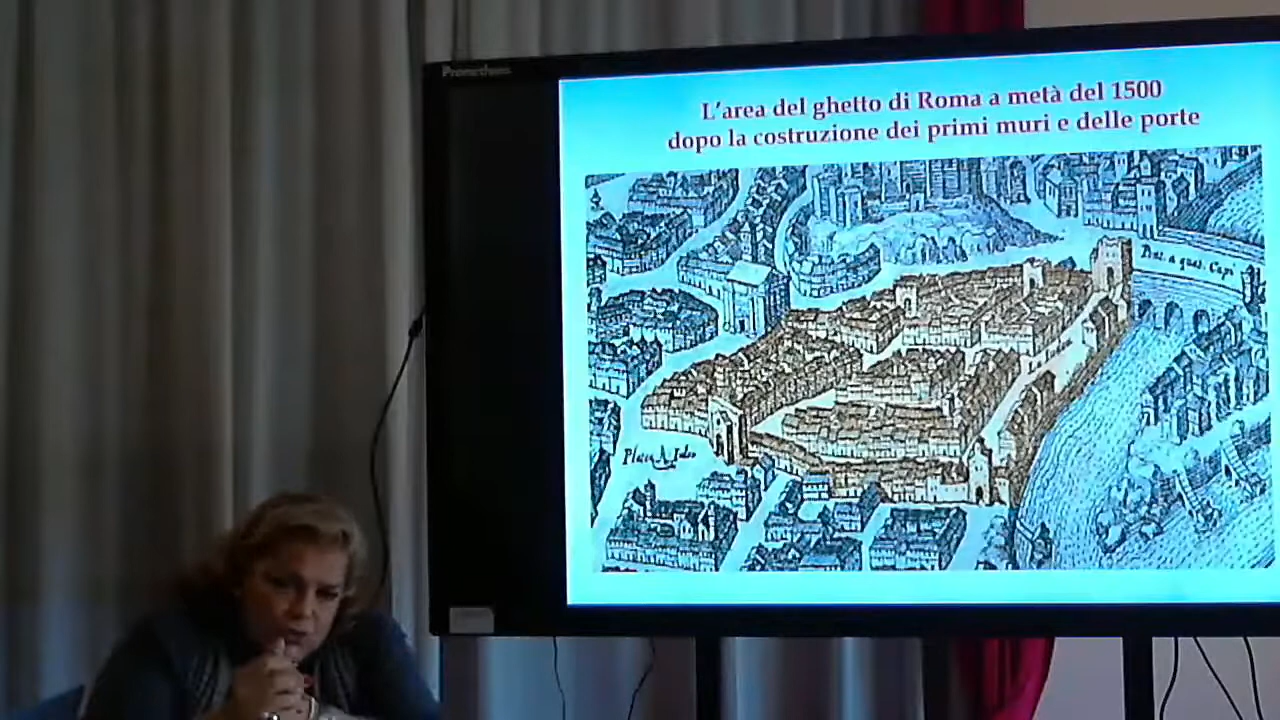 Promethean
L'area del ghetto di Roma a metà del 1500
dopo la costruzione dei primi muri e delle porte